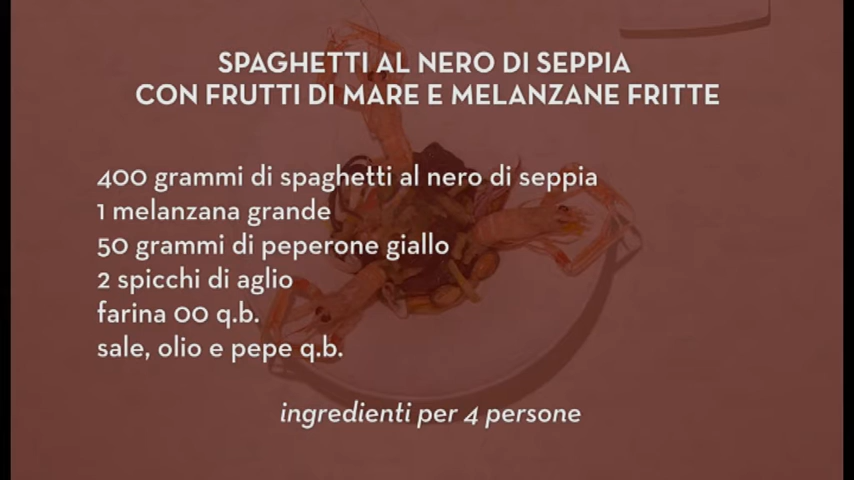 SPAGHETTI AL NERO DI SEPPIA
CON FRUTTI DI MARE E MELANZANE FRITTE
400 grammi di spaghetti al nero di seppia
1 melanzana grande
50 grammi di peperone giallo
2 spicchi di aglio
farina 00 q.b.
sale, olio e pepe q.b.
ingredienti per 4 persone